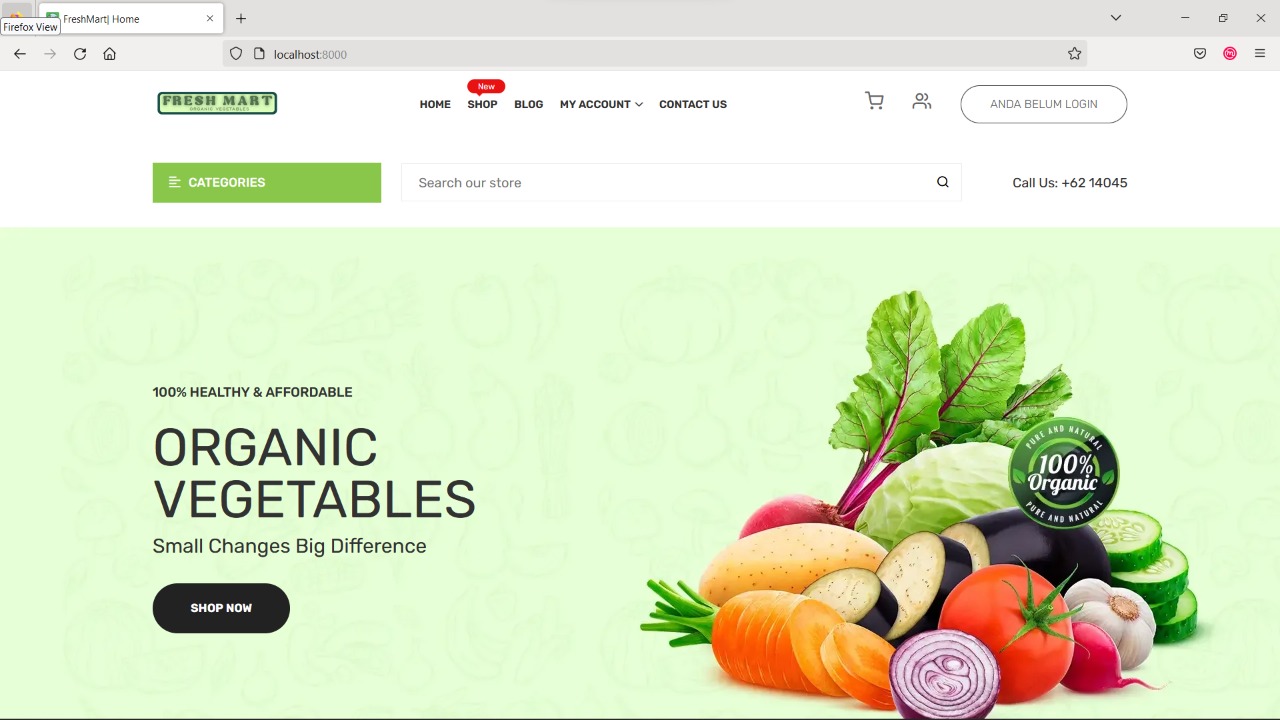 FreshMart| Home
Firefox View
localhost:8000
FRESH MART
ORGANIC VEGETABLES
New
HOME SHOP BLOG MY ACCOUNT CONTACT US
ANDA BELUM LOGIN
CATEGORIES
Search our store
Call Us: +62 14045
100% HEALTHY & AFFORDABLE
ORGANIC
VEGETABLES
Small Changes Big Difference
SHOP NOW
PURE AND NATURAL
100%
Organic
PURE AND NATURAL